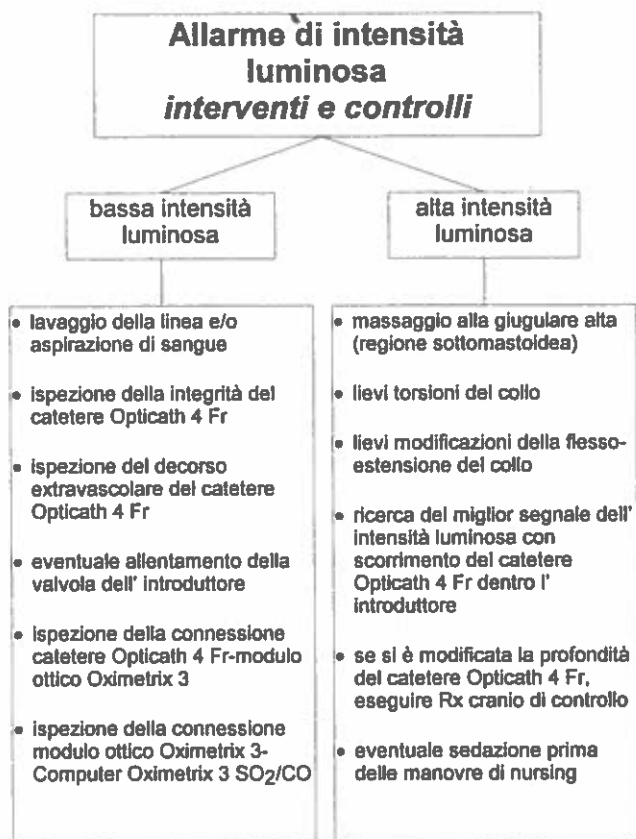 Allarme di intensità
luminosa
interventi e controlli
bassa intensità
luminosa
• lavaggio della linea e/o
aspirazione di sangue
• ispezione della integrità del
catetere Opticath 4 Fr
• ispezione del decorso
extravascolare del catetere
Opticath 4 Fr
• eventuale allentamento della
valvola dell' introduttore
• ispezione della connessione
catetere Opticath 4 Fr-modulo
ottico Oximetrix 3
• ispezione della connessione
modulo ottico Oximetrix 3-
Computer Oximetrix 3 SO2/CO
alta intensità
luminosa
• massaggio alla giugulare alta
(regione sottomastoidea)
• lievi torsioni del collo
• lievi modificazioni della flesso-
estensione del collo
• ricerca del miglior segnale dell'
intensità luminosa con
scorrimento del catetere
Opticath 4 Fr dentro l'
introduttore
• se si è modificata la profondità
del catetere Opticath 4 Fr,
eseguire Rx cranio di controllo
• eventuale sedazione prima
delle manovre di nursing